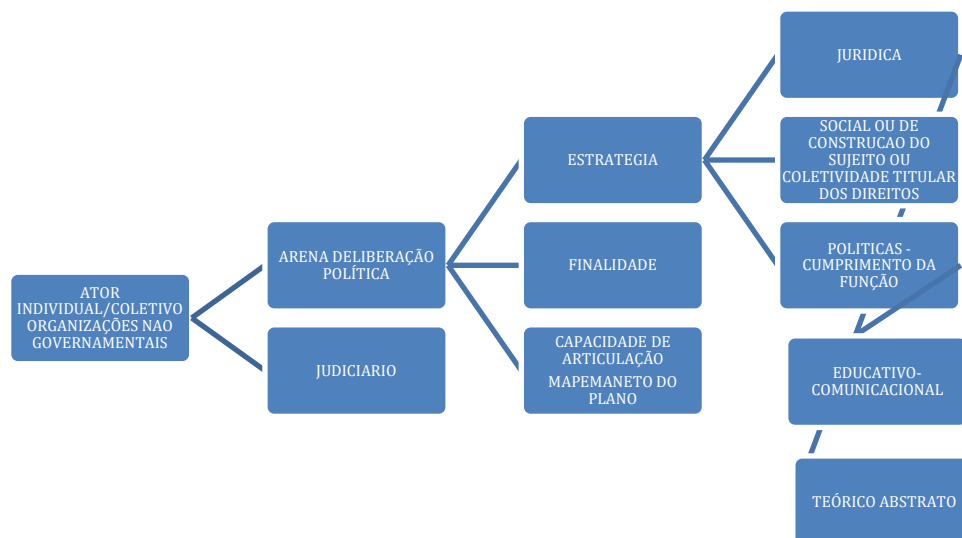 ATOR
INDIVIDUAL/COLETIVO
ORGANIZAÇÕES NAO
GOVERNAMENTAIS
ARENA DELIBERAÇÃO
POLÍTICA
JUDICIARIO
ESTRATEGIA
FINALIDADE
CAPACIDADE DE
ARTICULAÇÃO
MAPEMANETO DO
PLANO
JURIDICA
SOCIAL OU DE
CONSTRUCAO DO
SUJEITO OU
COLETIVIDADE TITULAR
DOS DIREITOS
POLITICAS -
CUMPRIMENTO DA
FUNÇÃO
EDUCATIVO-
COMUNICACIONAL
TEÓRICO ABSTRATO